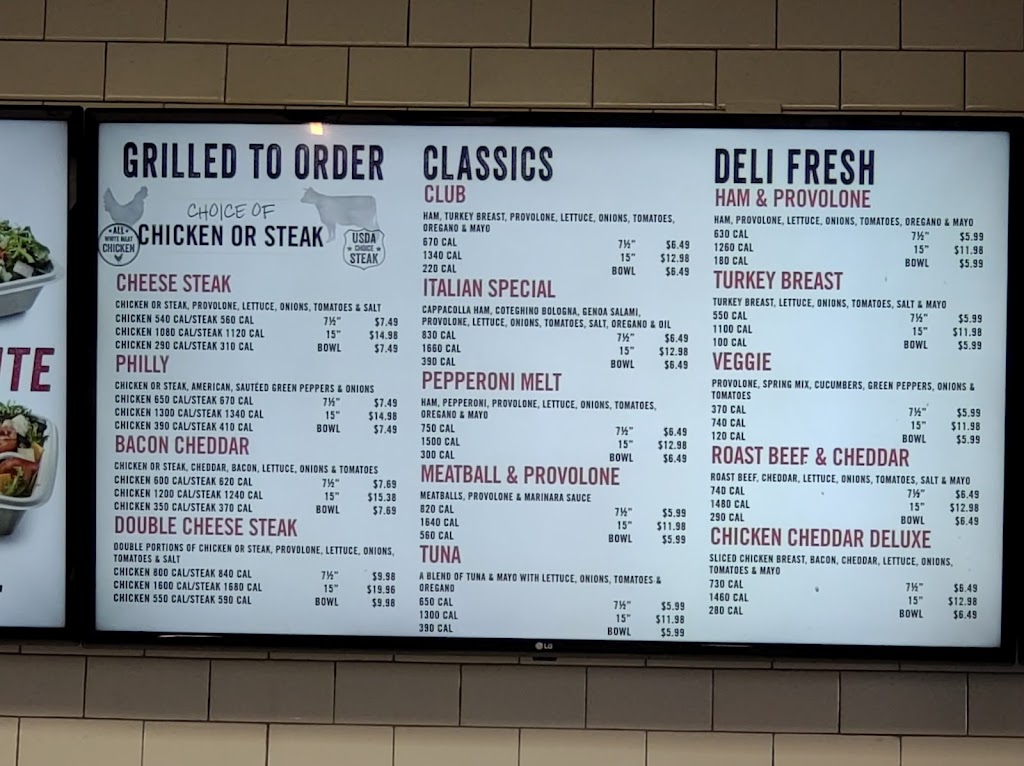 ITE
GRILLED TO ORDER
CHOICE OF
CHICKEN OR STEAK
ALL
WHITE MEAT
CHICKEN
USDA
CHOICE
STEAK
CHEESE STEAK
CHICKEN OR STEAK, PROVOLONE, LETTUCE, ONIONS, TOMATOES & SALT
CHICKEN 540 CAL/STEAK 560 CAL 7½" $7.49
CHICKEN 1080 CAL/STEAK 1120 CAL 15" $14.98
CHICKEN 290 CAL/STEAK 310 CAL BOWL $7.49
PHILLY
CHICKEN OR STEAK, AMERICAN, SAUTÉED GREEN PEPPERS & ONIONS
CHICKEN 650 CAL/STEAK 670 CAL 7½" $7.49
CHICKEN 1300 CAL/STEAK 1340 CAL 15" $14.98
CHICKEN 390 CAL/STEAK 410 CAL BOWL $7.49
BACON CHEDDAR
CHICKEN OR STEAK, CHEDDAR, BACON, LETTUCE, ONIONS & TOMATOES
CHICKEN 600 CAL/STEAK 620 CAL 7½" $7.69
CHICKEN 1200 CAL/STEAK 1240 CAL 15" $15.38
CHICKEN 350 CAL/STEAK 370 CAL BOWL $7.69
DOUBLE CHEESE STEAK
DOUBLE PORTIONS OF CHICKEN OR STEAK, PROVOLONE, LETTUCE, ONIONS,
TOMATOES & SALT
CHICKEN 800 CAL/STEAK 840 CAL 7½" $9.98
CHICKEN 1600 CAL/STEAK 1680 CAL 15" $19.96
CHICKEN 550 CAL/STEAK 590 CAL BOWL $9.98
CLASSICS
CLUB
HAM, TURKEY BREAST, PROVOLONE, LETTUCE, ONIONS, TOMATOES,
OREGANO & MAYO
670 CAL 7½" $6.49
1340 CAL 15" $12.98
220 CAL BOWL $6.49
ITALIAN SPECIAL
CAPPACOLLA HAM, COTEGHINO BOLOGNA, GENOA SALAMI,
PROVOLONE, LETTUCE, ONIONS, TOMATOES, SALT, OREGANO & OIL
830 CAL 7½" $6.49
1660 CAL 15" $12.98
390 CAL BOWL $6.49
PEPPERONI MELT
HAM, PEPPERONI, PROVOLONE, LETTUCE, ONIONS, TOMATOES,
OREGANO & MAYO
750 CAL 7½" $6.49
1500 CAL 15" $12.98
300 CAL BOWL $6.49
MEATBALL & PROVOLONE
MEATBALLS, PROVOLONE & MARINARA SAUCE
820 CAL 7½" $5.99
1640 CAL 15" $11.98
560 CAL BOWL $5.99
TUNA
A BLEND OF TUNA & MAYO WITH LETTUCE, ONIONS, TOMATOES &
OREGANO
650 CAL 7½" $5.99
1300 CAL 15" $11.98
390 CAL BOWL $5.99
DELI FRESH
HAM & PROVOLONE
HAM, PROVOLONE, LETTUCE, ONIONS, TOMATOES, OREGANO & MAYO
630 CAL 7½" $5.99
1260 CAL 15" $11.98
180 CAL BOWL $5.99
TURKEY BREAST
TURKEY BREAST, LETTUCE, ONIONS, TOMATOES, SALT & MAYO
550 CAL 7½" $5.99
1100 CAL 15" $11.98
100 CAL BOWL $5.99
VEGGIE
PROVOLONE, SPRING MIX, CUCUMBERS, GREEN PEPPERS, ONIONS &
TOMATOES
370 CAL 7½" $5.99
740 CAL 15" $11.98
120 CAL BOWL $5.99
ROAST BEEF & CHEDDAR
ROAST BEEF, CHEDDAR, LETTUCE, ONIONS, TOMATOES, SALT & MAYO
740 CAL 7½" $6.49
1480 CAL 15" $12.98
290 CAL BOWL $6.49
CHICKEN CHEDDAR DELUXE
SLICED CHICKEN BREAST, BACON, CHEDDAR, LETTUCE, ONIONS,
TOMATOES & MAYO
730 CAL 7½" $6.49
1460 CAL 15" $12.98
280 CAL BOWL $6.49
LG